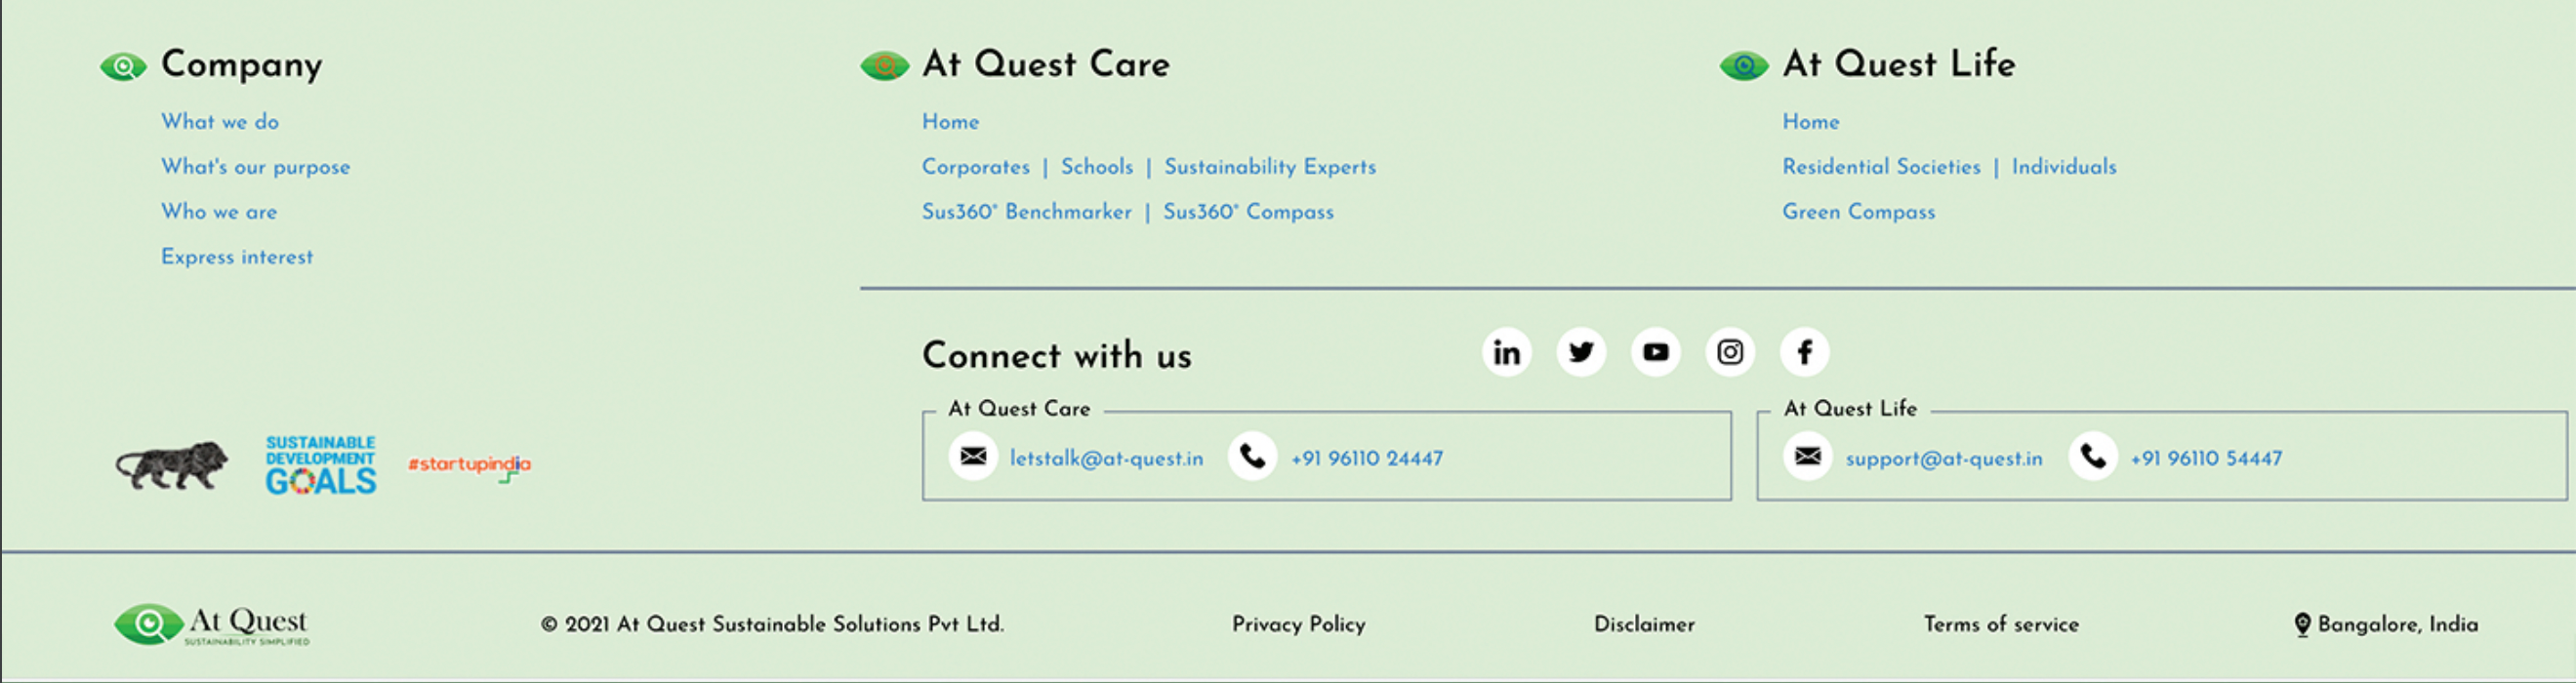 Company
What we do
What's our purpose
Who we are
Express interest
At Quest Care
Home
Corporates | Schools | Sustainability Experts
Sus360° Benchmarker | Sus360° Compass
At Quest Life
Home
Residential Societies | Individuals
Green Compass
Connect with us
in
f
At Quest Care
letstalk@at-quest.in
+91 96110 24447
At Quest Life
support@at-quest.in
+91 96110 54447
SUSTAINABLE
DEVELOPMENT
GOALS
#startupindia
At Quest
SUSTAINABILITY SIMPLIFIED
© 2021 At Quest Sustainable Solutions Pvt Ltd.
Privacy Policy
Disclaimer
Terms of service
Bangalore, India